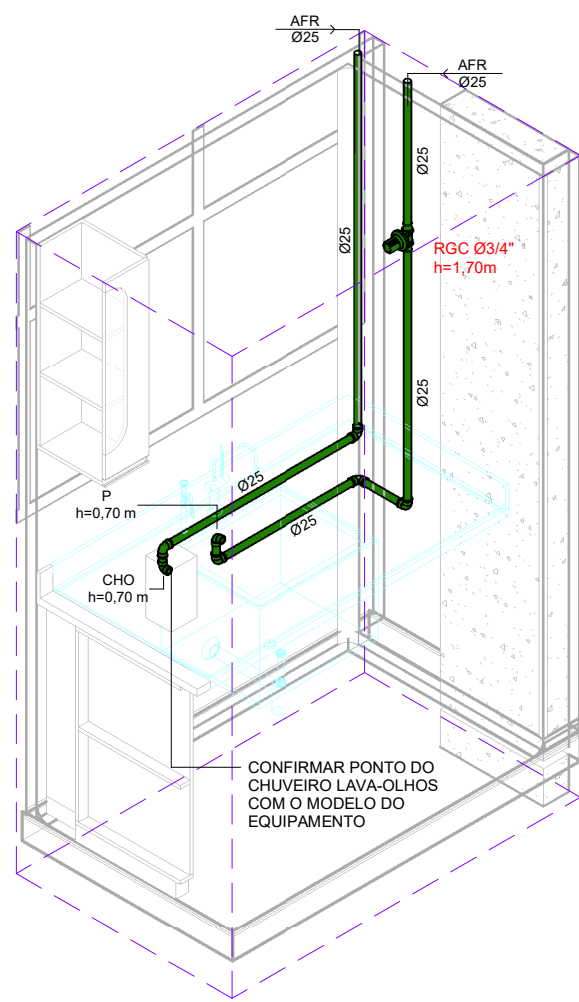 AFR
Ø25
AFR
Ø25
Ø25
RGC Ø3/4"
h=1,70m
Ø25
Ø25
Ø25
Ø25
P
h=0,70 m
CHO
h=0,70 m
CONFIRMAR PONTO DO
CHUVEIRO LAVA-OLHOS
COM O MODELO DO
EQUIPAMENTO